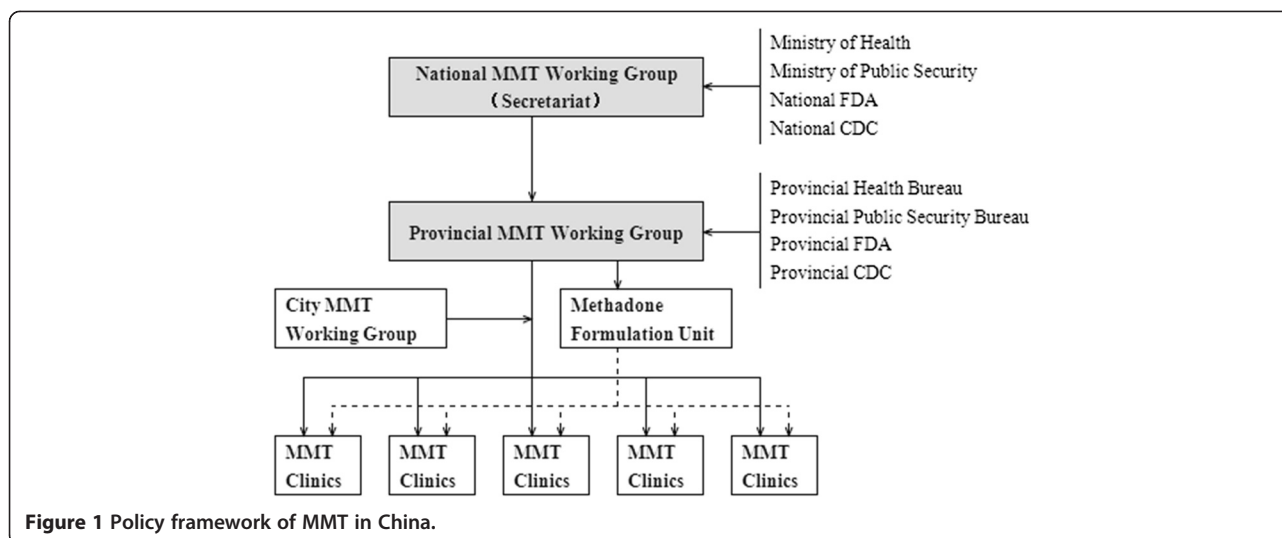 National MMT Working Group
(Secretariat)
Ministry of Health
Ministry of Public Security
National FDA
National CDC
Provincial MMT Working Group
Provincial Health Bureau
Provincial Public Security Bureau
Provincial FDA
Provincial CDC
City MMT
Working Group
Methadone
Formulation Unit
MMT
Clinics
MMT
Clinics
MMT
Clinics
MMT
Clinics
MMT
Clinics
Figure 1 Policy framework of MMT in China.